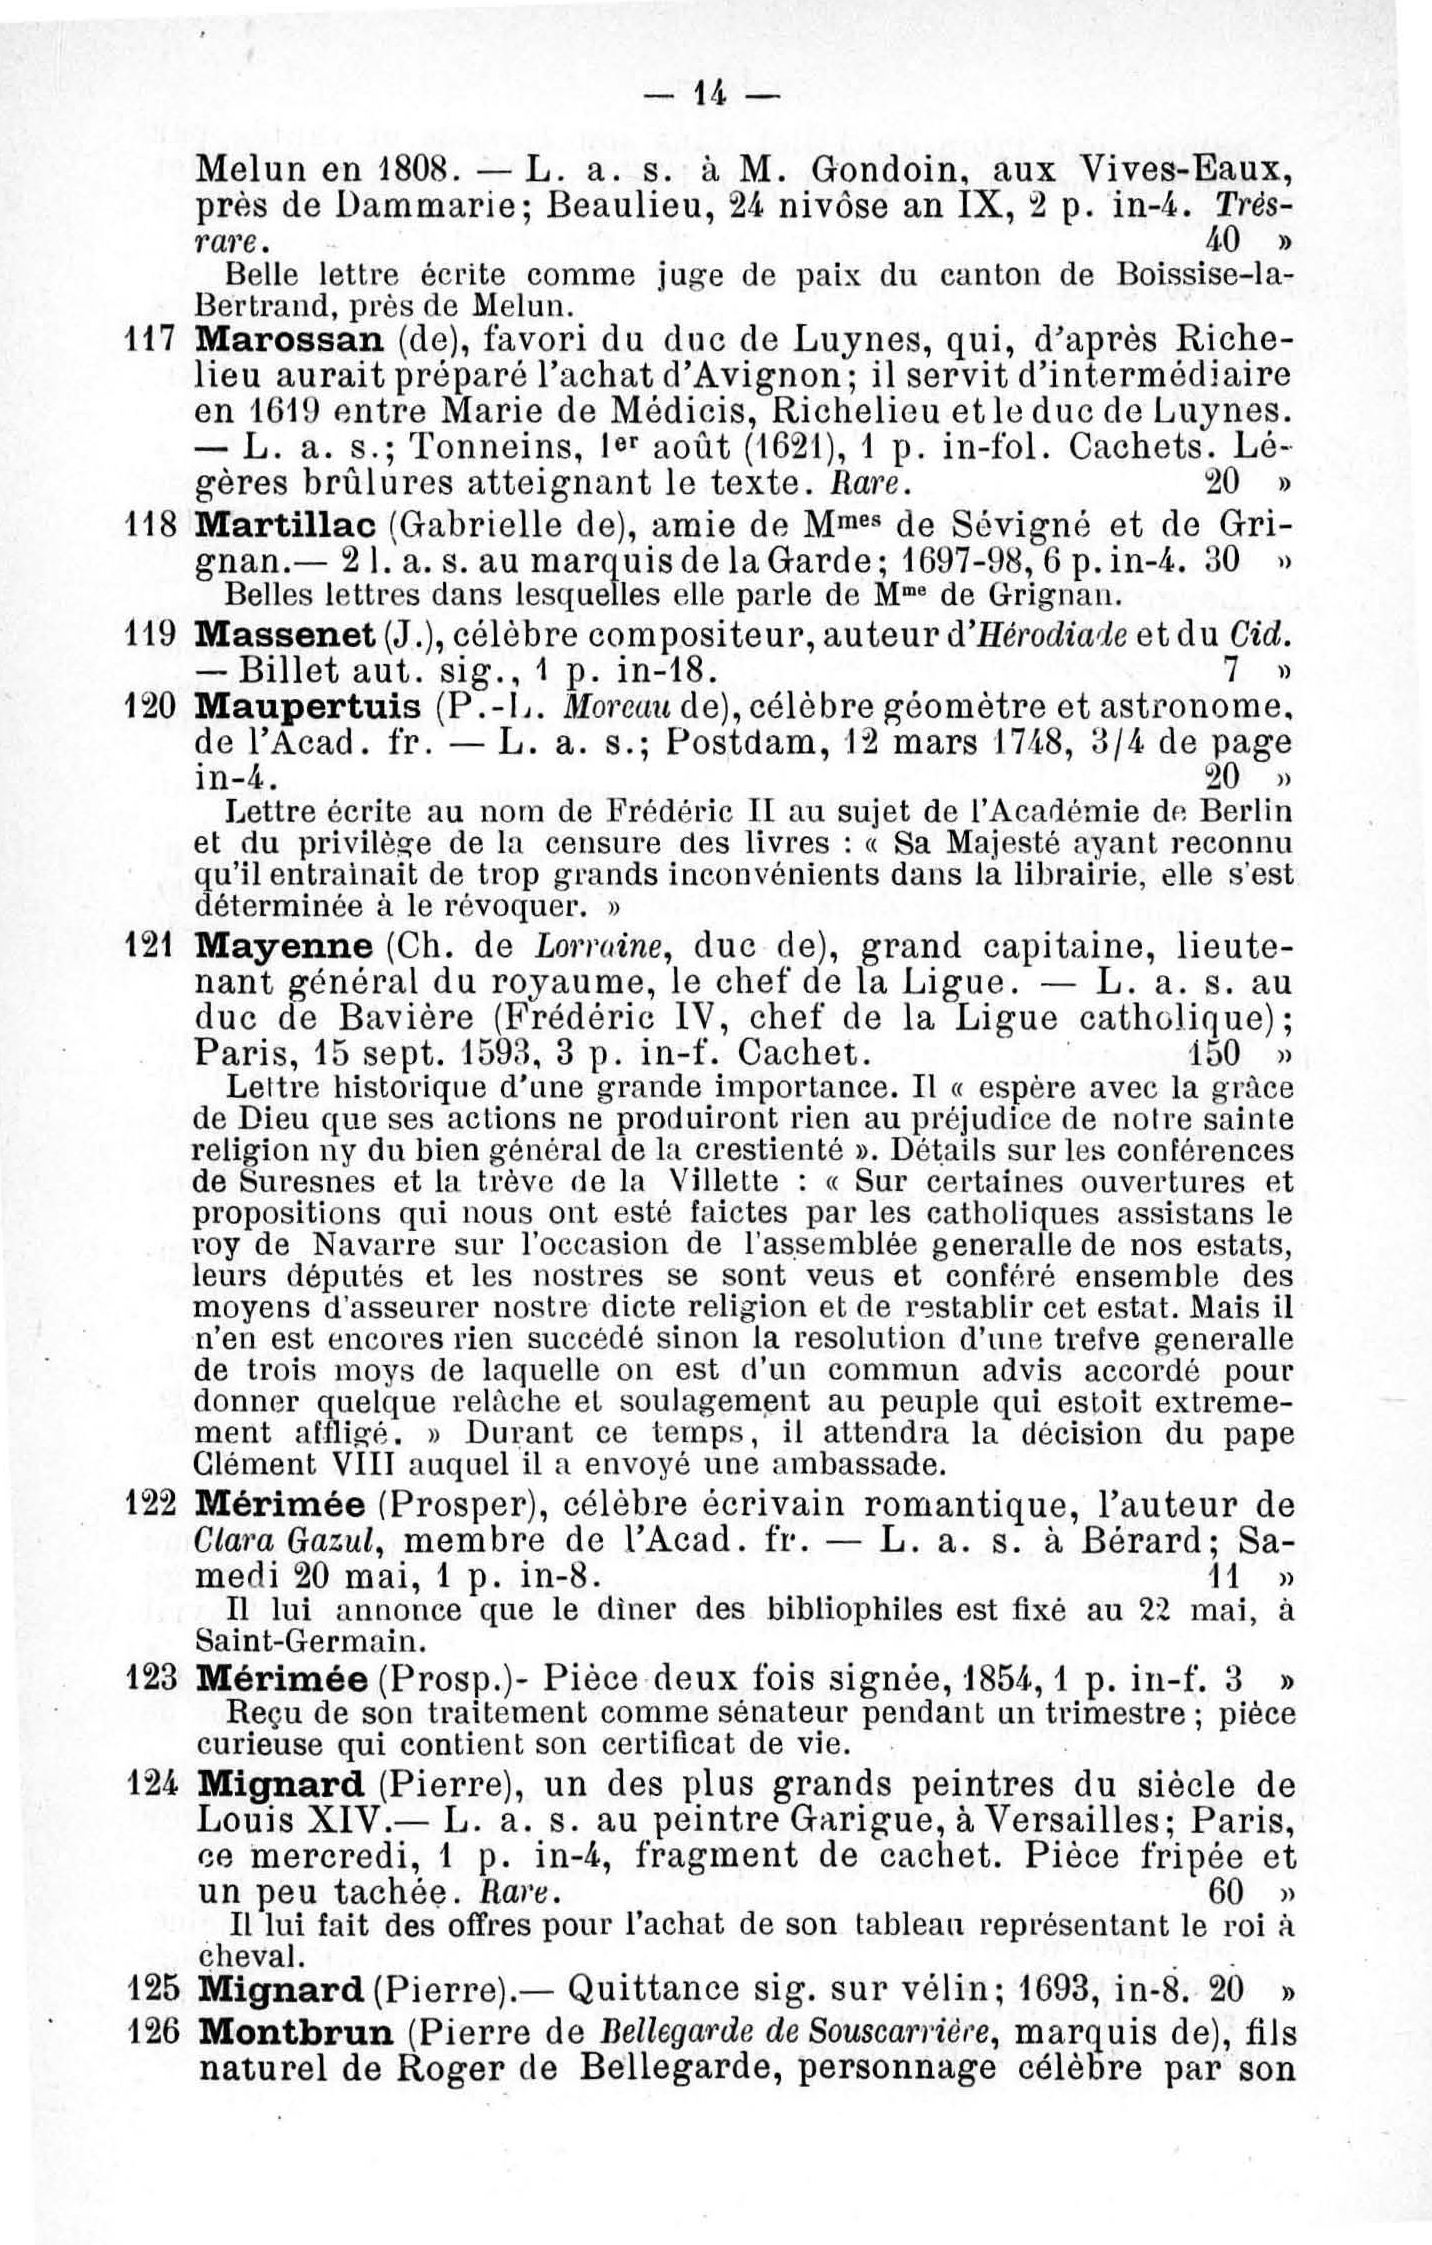 — 14 —
Melun en 1808. — L. a. s. à M. Gondoin, aux Vives-Eaux,
près de Dammarie; Beaulieu, 24 nivôse an IX, 2 p. in-4. Très-
rare. 40 »
Belle lettre écrite comme juge de paix du canton de Boissise-la-
Bertrand, près de Melun.
117 Marossan (de), favori du duc de Luynes, qui, d'après Riche-
lieu aurait préparé l'achat d'Avignon; il servit d'intermédiaire
en 1619 entre Marie de Médicis, Richelieu et le duc de Luynes.
— L. a. s.; Tonneins, 1er août (1621), 1 p. in-fol. Cachets. Lé-
gères brûlures atteignant le texte. Rare. 20 »
118 Martillac (Gabrielle de), amie de Mmes de Sévigné et de Gri-
gnan.— 2 l. a. s. au marquis de la Garde; 1697-98, 6 p. in-4. 30 »
Belles lettres dans lesquelles elle parle de Mme de Grignan.
119 Massenet (J.), célèbre compositeur, auteur d'Hérodiade et du Cid.
— Billet aut. sig., 1 p. in-18. 7 »
120 Maupertuis (P.-L. Moreau de), célèbre géomètre et astronome,
de l'Acad. fr. — L. a. s.; Postdam, 12 mars 1748, 3/4 de page
in-4. 20 »
Lettre écrite au nom de Frédéric II au sujet de l'Académie de Berlin
et du privilège de la censure des livres : « Sa Majesté ayant reconnu
qu'il entrainait de trop grands inconvénients dans la librairie, elle s'est
déterminée à le révoquer. »
121 Mayenne (Ch. de Lorraine, duc de), grand capitaine, lieute-
nant général du royaume, le chef de la Ligue. — L. a. s. au
duc de Bavière (Frédéric IV, chef de la Ligue catholique);
Paris, 15 sept. 1593, 3 p. in-f. Cachet. 150 »
Lettre historique d'une grande importance. Il « espère avec la grâce
de Dieu que ses actions ne produiront rien au préjudice de notre sainte
religion ny du bien général de la crestienté ». Détails sur les conférences
de Suresnes et la trève de la Villette : « Sur certaines ouvertures et
propositions qui nous ont esté faictes par les catholiques assistans le
roy de Navarre sur l'occasion de l'assemblée generalle de nos estats,
leurs députés et les nostres se sont veus et conféré ensemble des
moyens d'asseurer nostre dicte religion et de restablir cet estat. Mais il
n'en est encores rien succédé sinon la resolution d'une trefve generalle
de trois moys de laquelle on est d'un commun advis accordé pour
donner quelque relâche et soulagement au peuple qui estoit extreme-
ment affligé. » Durant ce temps, il attendra la décision du pape
Clément VIII auquel il a envoyé une ambassade.
122 Mérimée (Prosper), célèbre écrivain romantique, l'auteur de
Clara Gazul, membre de l'Acad. fr. — L. a. s. à Bérard; Sa-
medi 20 mai, 1 p. in-8. 11 »
Il lui annonce que le dîner des bibliophiles est fixé au 22 mai, à
Saint-Germain.
123 Mérimée (Prosp.)- Pièce deux fois signée, 1854, 1 p. in-f. 3 »
Reçu de son traitement comme sénateur pendant un trimestre; pièce
curieuse qui contient son certificat de vie.
124 Mignard (Pierre), un des plus grands peintres du siècle de
Louis XIV.— L. a. s. au peintre Garigue, à Versailles; Paris,
ce mercredi, 1 p. in-4, fragment de cachet. Pièce fripée et
un peu tachée. Rare. 60 »
Il lui fait des offres pour l'achat de son tableau représentant le roi à
cheval.
125 Mignard (Pierre).— Quittance sig. sur vélin; 1693, in-8. 20 »
126 Montbrun (Pierre de Bellegarde de Souscarrière, marquis de), fils
naturel de Roger de Bellegarde, personnage célèbre par son